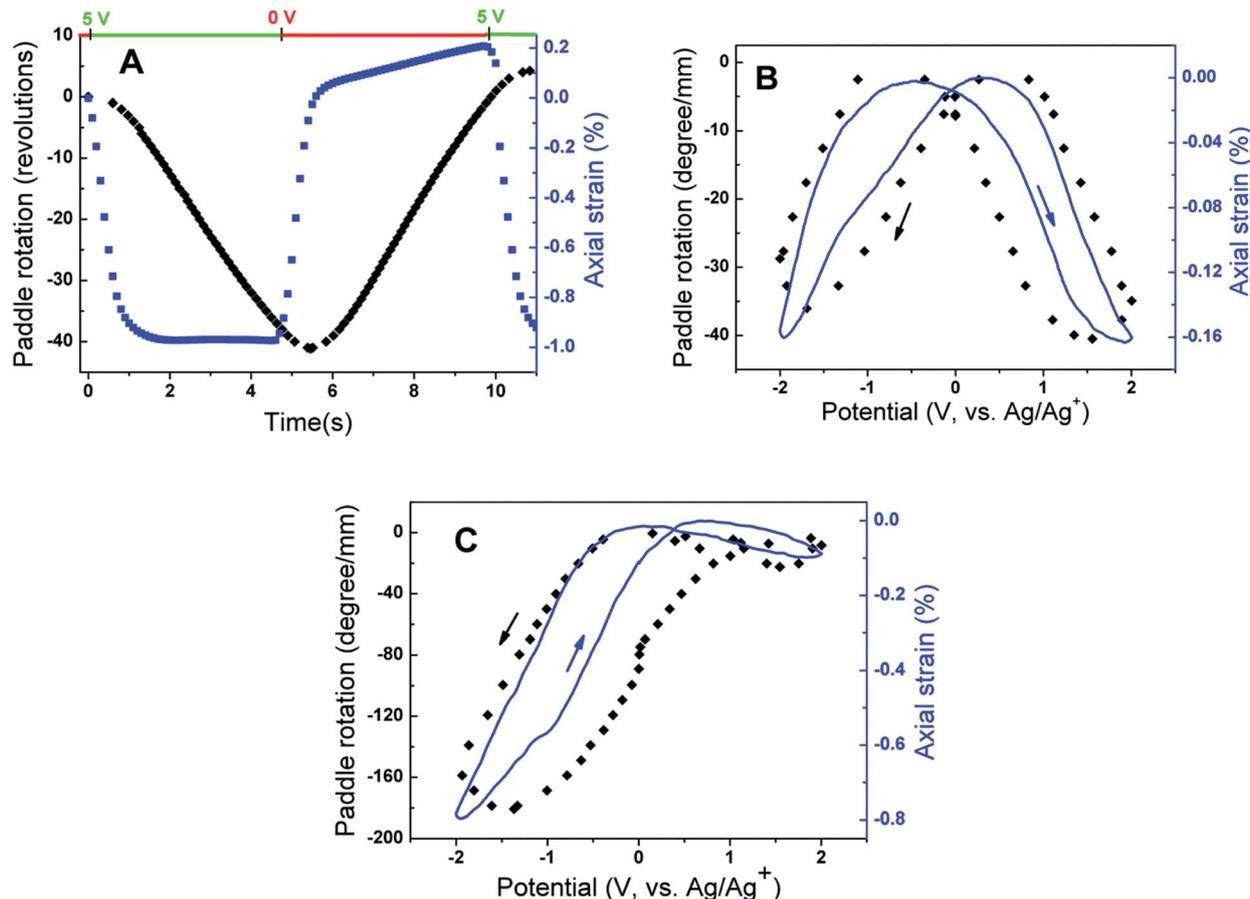 5 V 0 V 5 V
A
Paddle rotation (revolutions)
10
0
-10
-20
-30
-40
0.2
0.0
-0.2
-0.4
-0.6
-0.8
-1.0
Axial strain (%)
0 2 4 6 8 10
Time(s)
B
Paddle rotation (degree/mm)
0
-10
-20
-30
-40
0.00
-0.04
-0.08
-0.12
-0.16
Axial strain (%)
-2 -1 0 1 2
Potential (V, vs. Ag/Ag+)
C
Paddle rotation (degree/mm)
0
-40
-80
-120
-160
-200
0.0
-0.2
-0.4
-0.6
-0.8
Axial strain (%)
-2 -1 0 1 2
Potential (V, vs. Ag/Ag+)